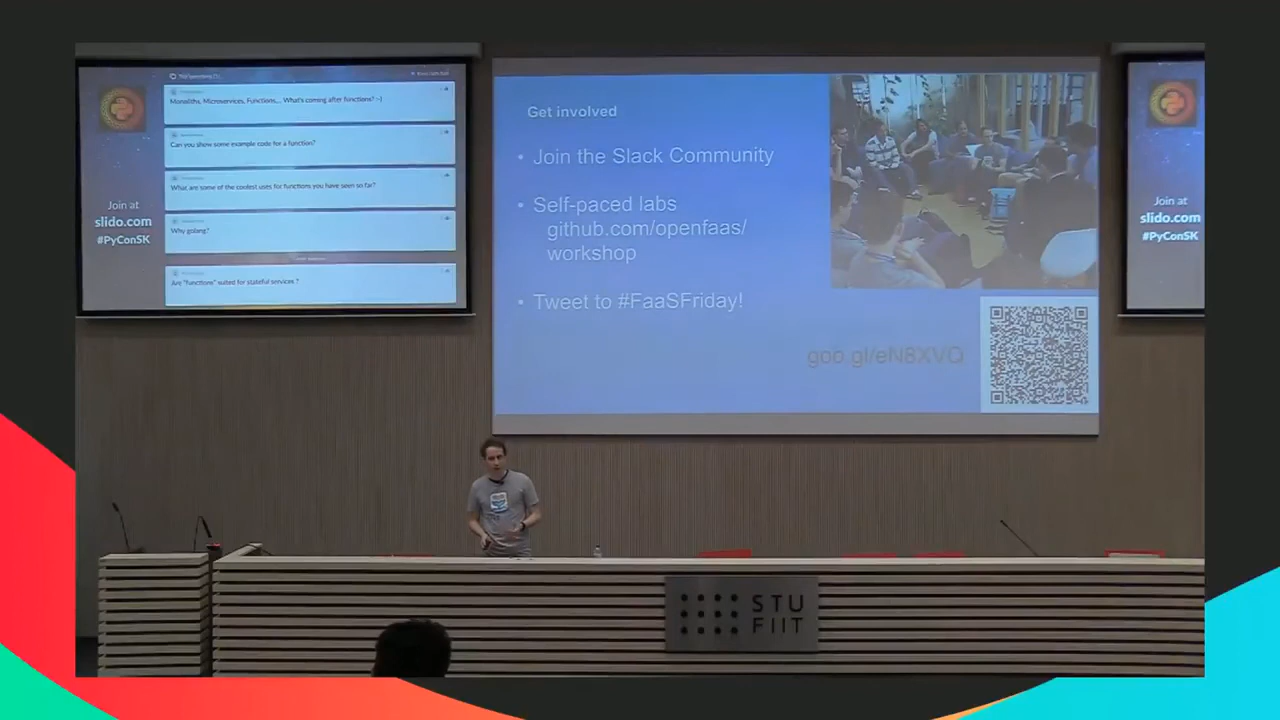 Monoliths, Microservices, Functions,... What's coming after functions? :-)
Can you show some example code for a function?
What are some of the coolest uses for functions you have seen so far?
Why golang?
Are "functions" suited for stateful services ?
Join at
slido.com
#PyConSK
Get involved
• Join the Slack Community
• Self-paced labs
github.com/openfaas/
workshop
• Tweet to #FaaSFriday!
goo.gl/eN8XVQ
Join at
slido.com
#PyConSK
STU
FIIT